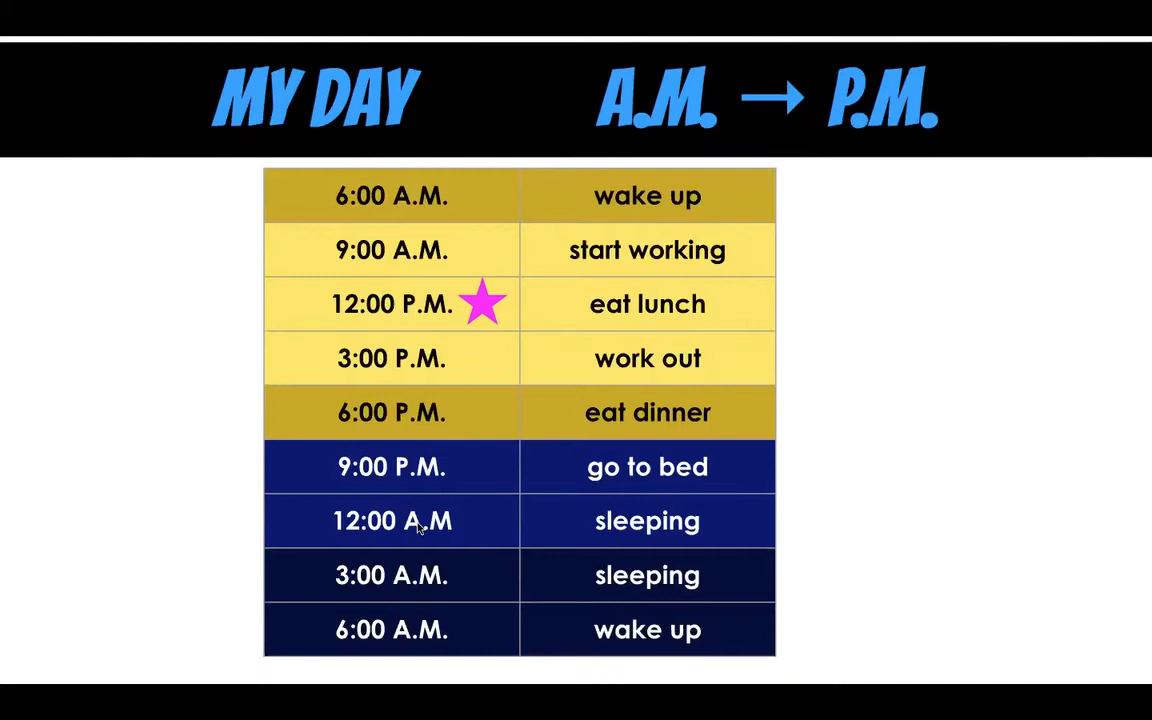 MY DAY A.M. → P.M.
6:00 A.M. wake up
9:00 A.M. start working
12:00 P.M. eat lunch
3:00 P.M. work out
6:00 P.M. eat dinner
9:00 P.M. go to bed
12:00 A.M sleeping
3:00 A.M. sleeping
6:00 A.M. wake up